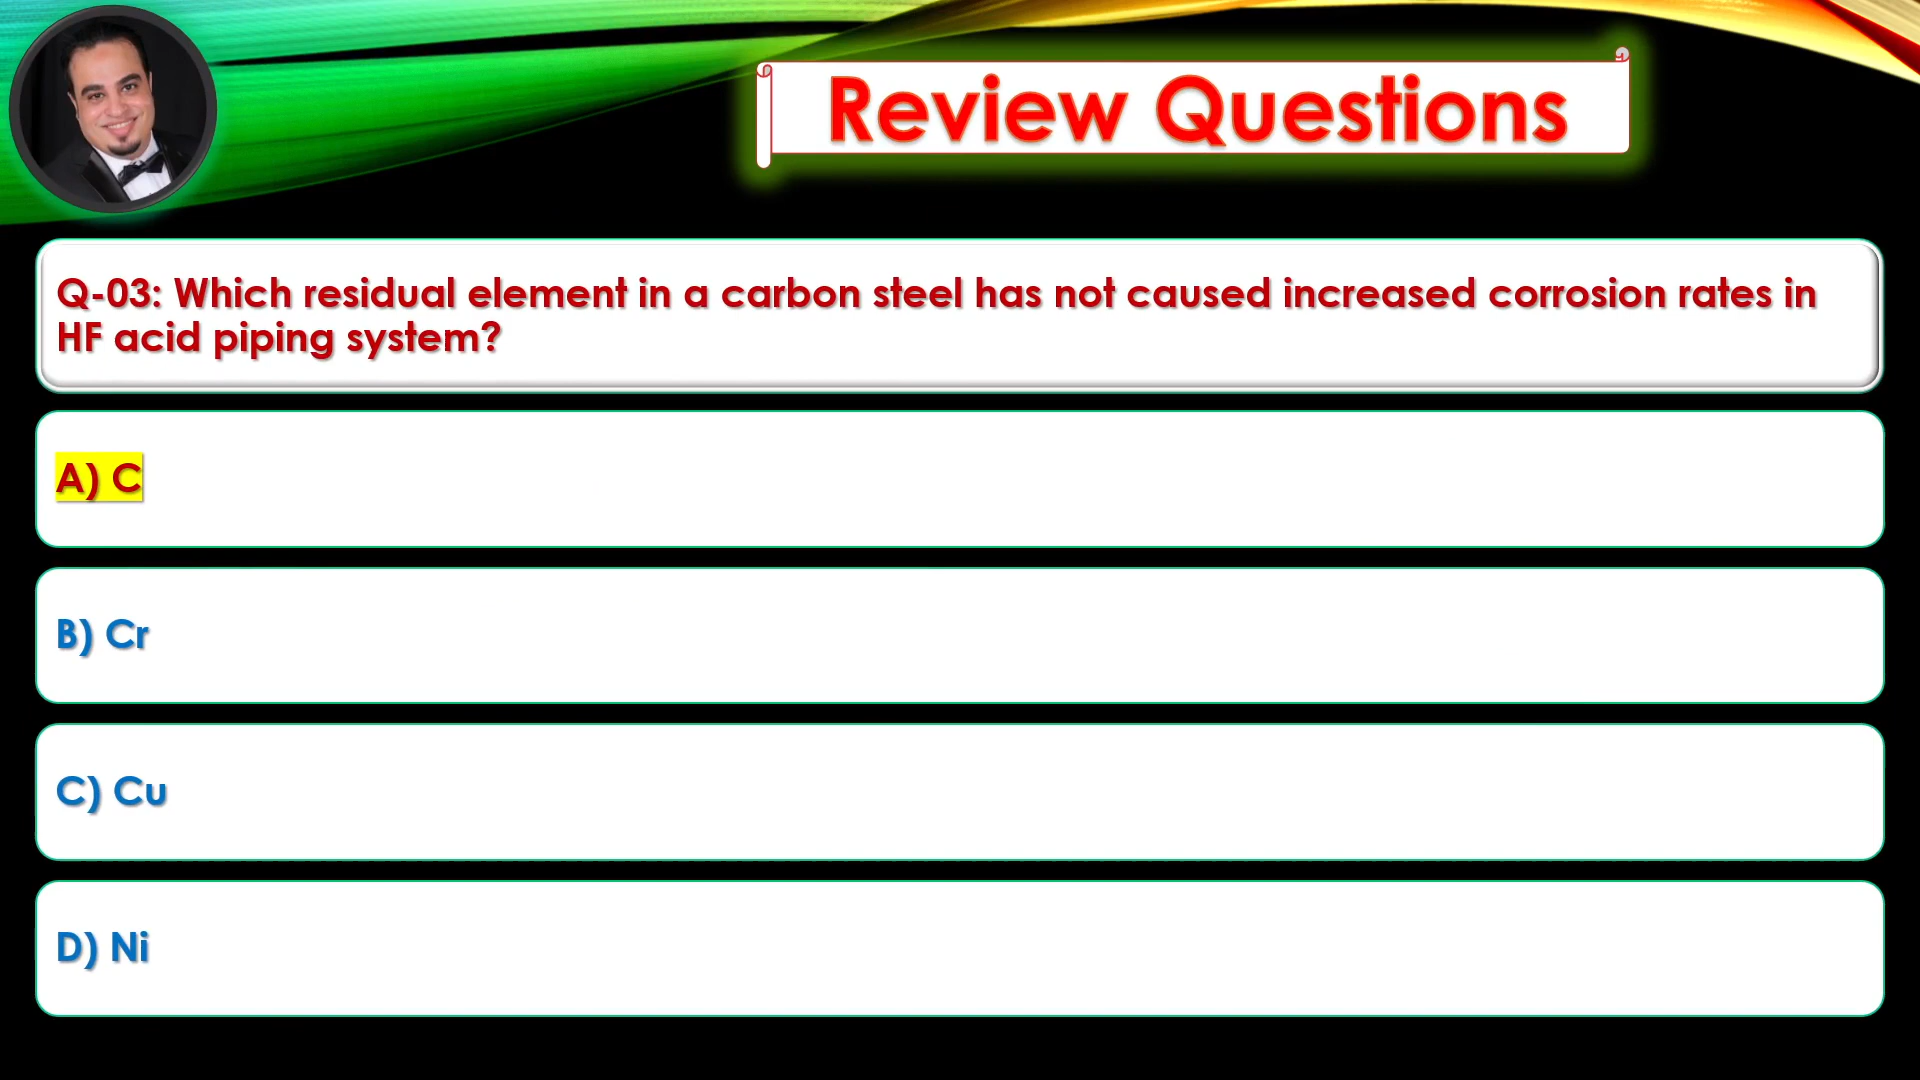 Review Questions
Q-03: Which residual element in a carbon steel has not caused increased corrosion rates in
HF acid piping system?
A) C
B) Cr
C) Cu
D) Ni